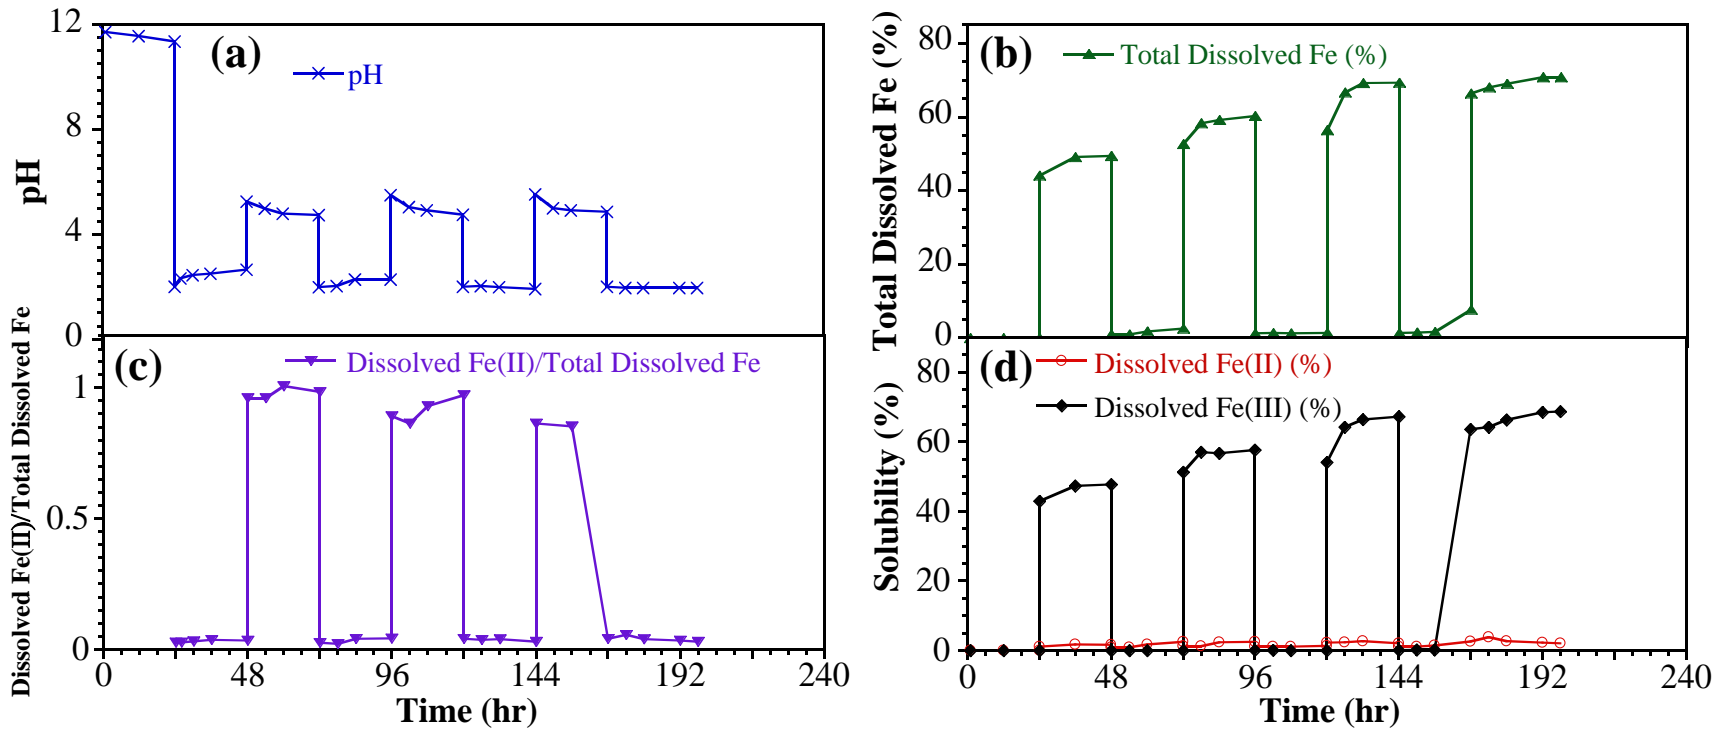 12
8
4
0
pH
(a)
pH
80
60
40
20
0
Total Dissolved Fe (%)
(b)
Total Dissolved Fe (%)
1
0.5
0
Dissolved Fe(II)/Total Dissolved Fe
(c)
Dissolved Fe(II)/Total Dissolved Fe
0 48 96 144 192 240
Time (hr)
80
60
40
20
0
Solubility (%)
(d)
Dissolved Fe(II) (%)
Dissolved Fe(III) (%)
0 48 96 144 192 240
Time (hr)